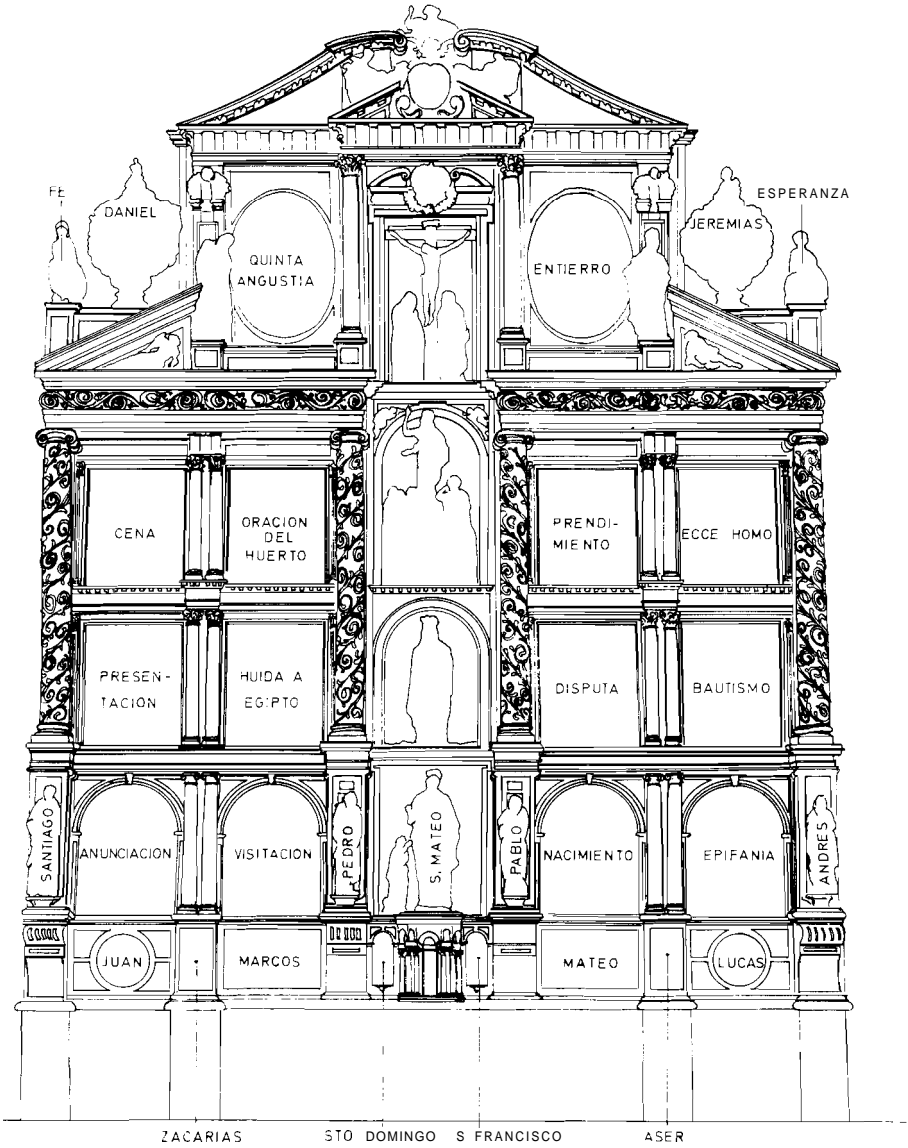 FE
DANIEL
ESPERANZA
JEREMIAS
QUINTA
ANGUSTIA
ENTIERRO
CENA
ORACION
DEL
HUERTO
PRENDI-
MIENTO
ECCE HOMO
PRESEN-
TACION
HUIDA A
EGIPTO
DISPUTA
BAUTISMO
SANTIAGO
ANUNCIACION
VISITACION
PEDRO
S. MATEO
PABLO
NACIMIENTO
EPIFANIA
ANDRES
JUAN
MARCOS
MATEO
LUCAS
ZACARIAS
STO DOMINGO
S FRANCISCO
ASER